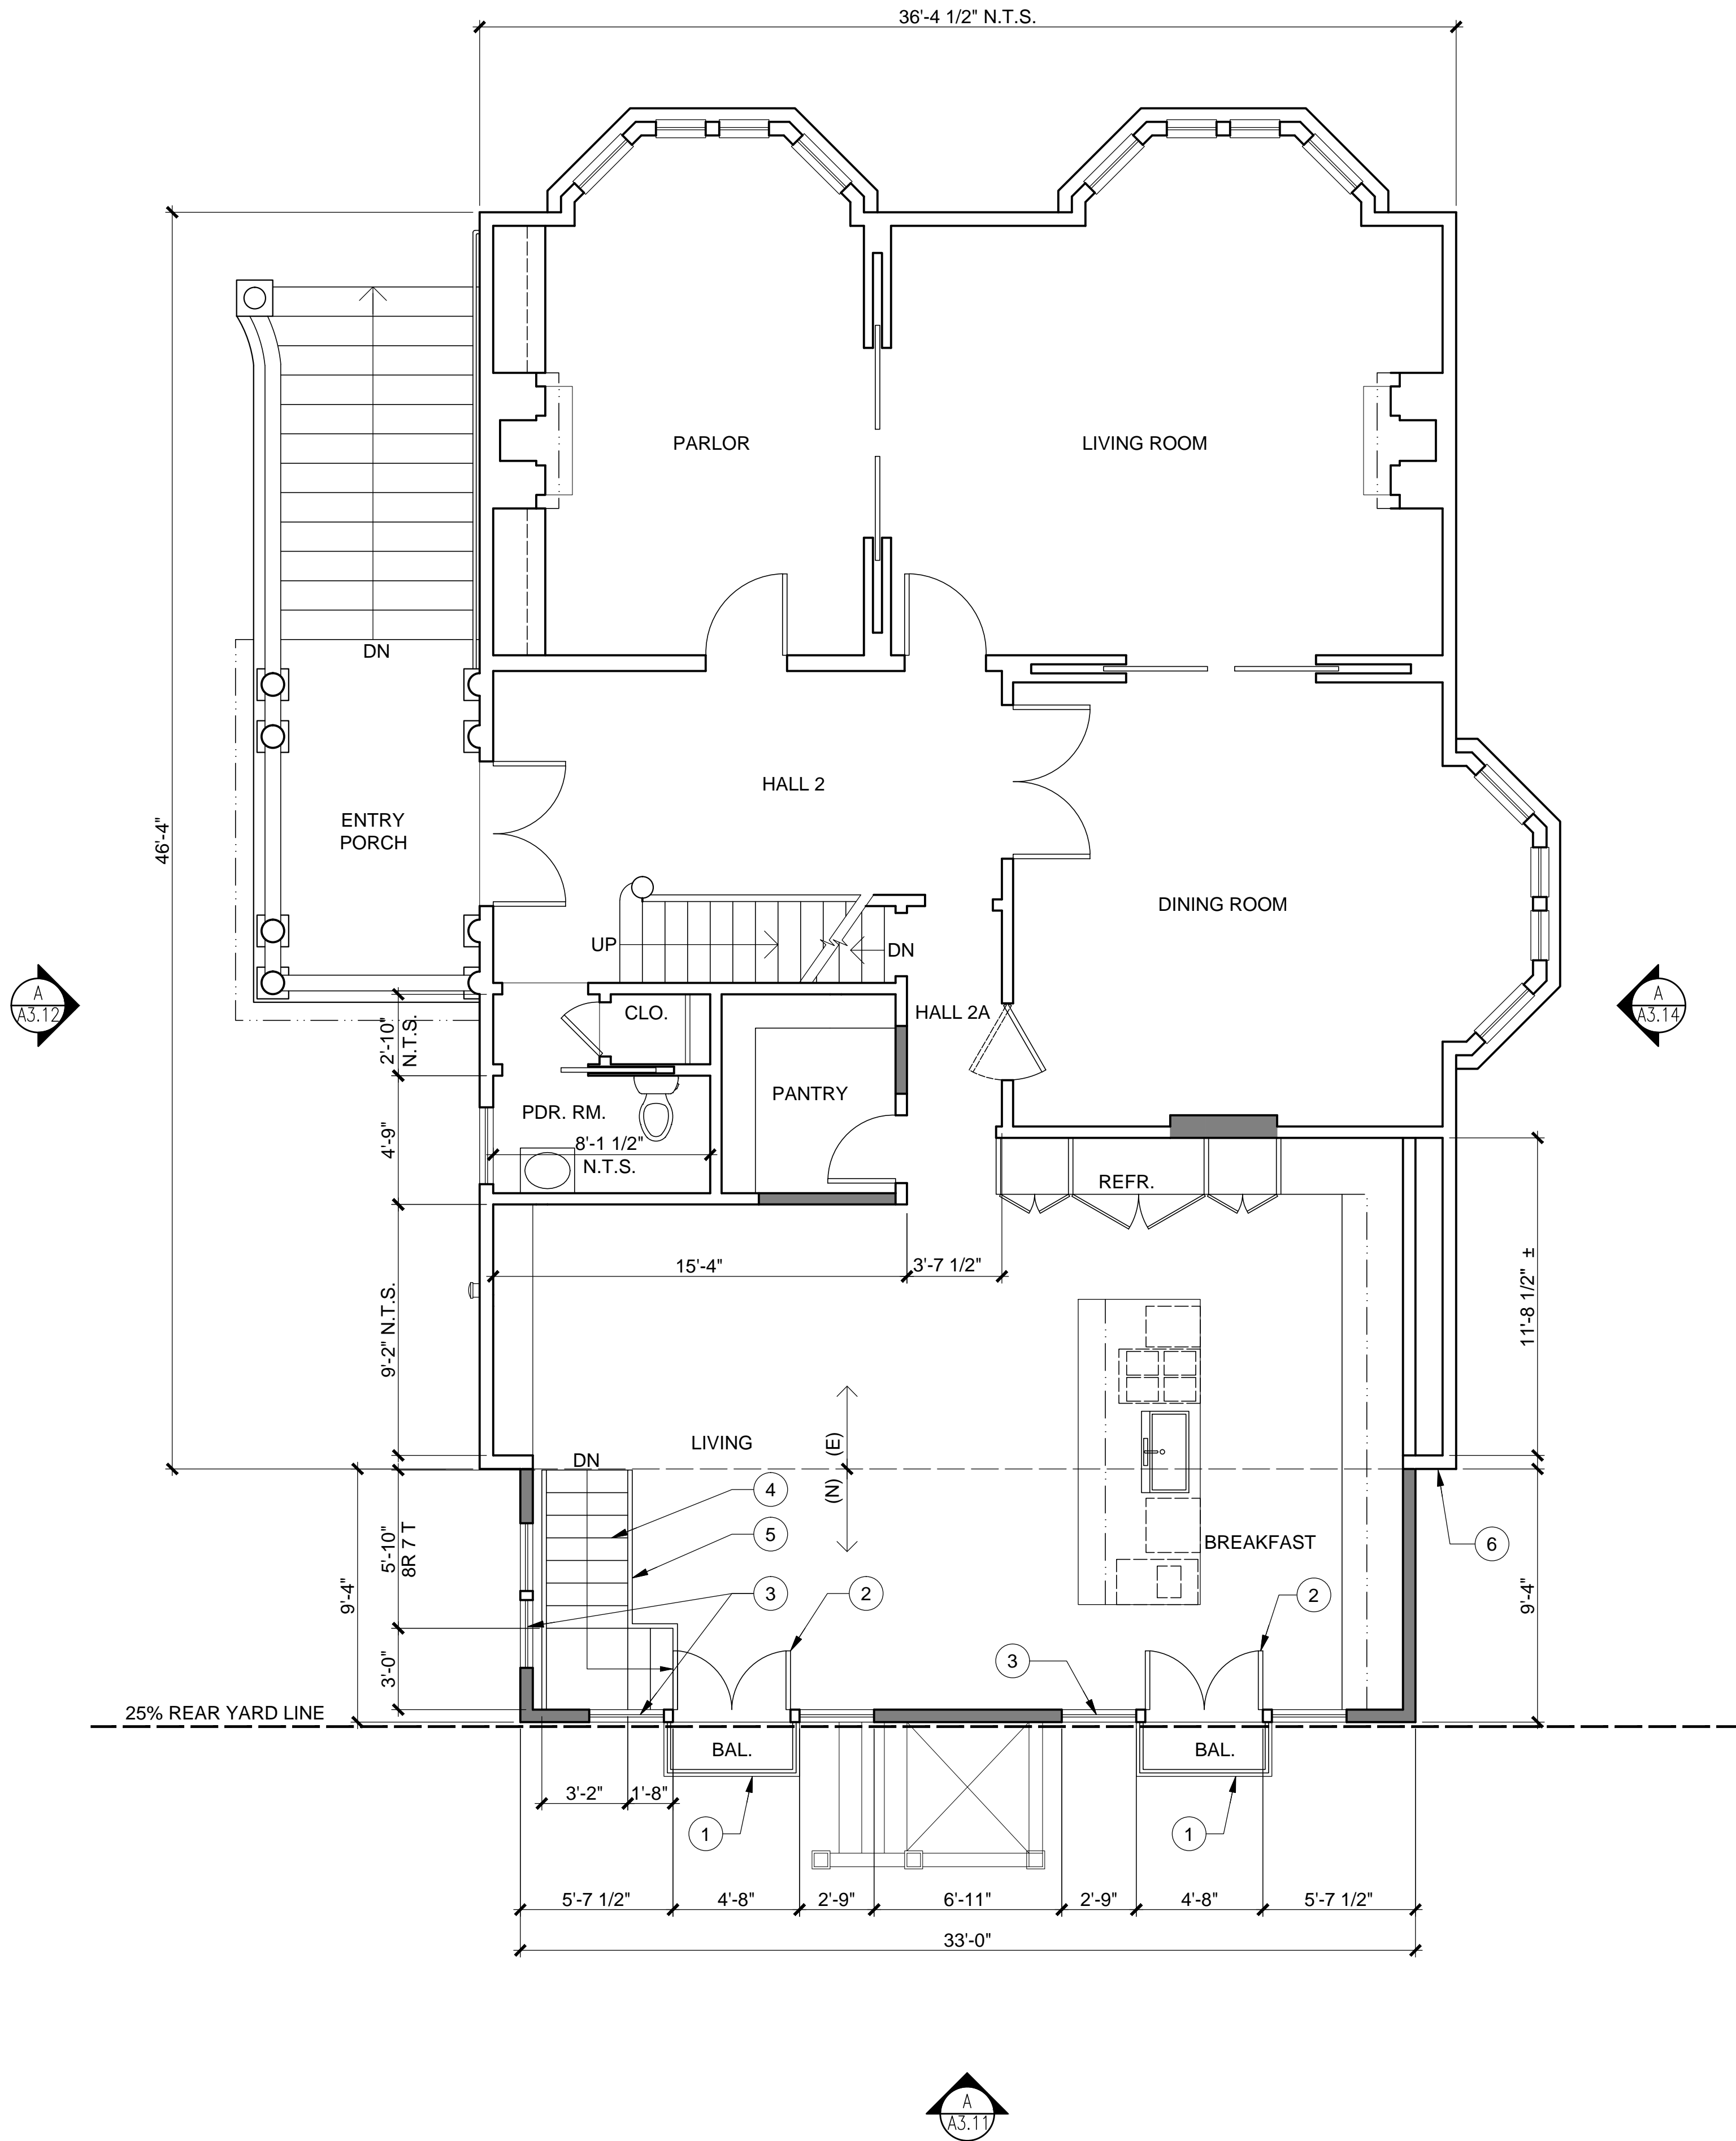 36'-4 1/2" N.T.S.
PARLOR
LIVING ROOM
DN
HALL 2
ENTRY
PORCH
46'-4"
DINING ROOM
UP
DN
A
A3.12
A
A3.14
CLO.
HALL 2A
2'-10"
N.T.S.
PANTRY
PDR. RM.
4'-9"
8'-1 1/2"
N.T.S.
REFR.
15'-4"
3'-7 1/2"
9'-2" N.T.S.
11'-8 1/2" ±
LIVING
(E)
DN
(N)
4
5
BREAKFAST
6
5'-10"
8R 7 T
9'-4"
3
2
2
9'-4"
3
3'-0"
25% REAR YARD LINE
BAL.
BAL.
3'-2"
1'-8"
1
1
5'-7 1/2"
4'-8"
2'-9"
6'-11"
2'-9"
4'-8"
5'-7 1/2"
33'-0"
A
A3.11